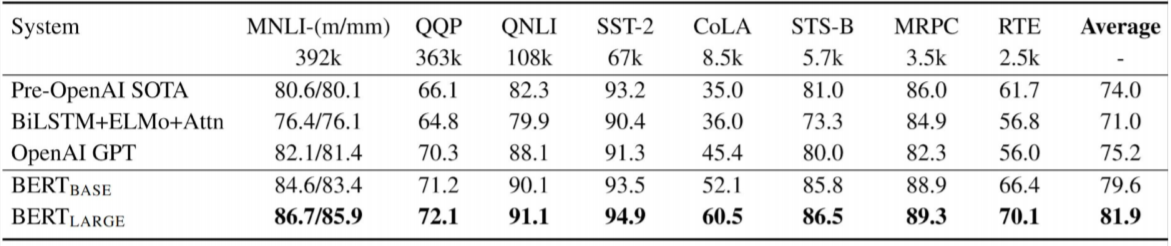 System MNLI-(m/mm) QQP QNLI SST-2 CoLA STS-B MRPC RTE Average
392k 363k 108k 67k 8.5k 5.7k 3.5k 2.5k -
Pre-OpenAI SOTA 80.6/80.1 66.1 82.3 93.2 35.0 81.0 86.0 61.7 74.0
BiLSTM+ELMo+Attn 76.4/76.1 64.8 79.9 90.4 36.0 73.3 84.9 56.8 71.0
OpenAI GPT 82.1/81.4 70.3 88.1 91.3 45.4 80.0 82.3 56.0 75.2
BERTBASE 84.6/83.4 71.2 90.1 93.5 52.1 85.8 88.9 66.4 79.6
BERTLARGE 86.7/85.9 72.1 91.1 94.9 60.5 86.5 89.3 70.1 81.9